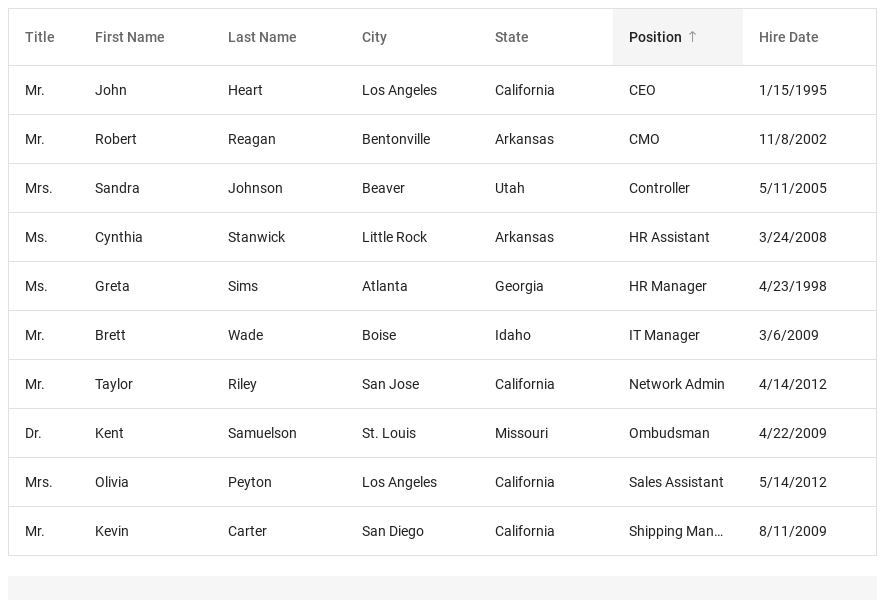 Title First Name Last Name City State Position ↑ Hire Date
Mr. John Heart Los Angeles California CEO 1/15/1995
Mr. Robert Reagan Bentonville Arkansas CMO 11/8/2002
Mrs. Sandra Johnson Beaver Utah Controller 5/11/2005
Ms. Cynthia Stanwick Little Rock Arkansas HR Assistant 3/24/2008
Ms. Greta Sims Atlanta Georgia HR Manager 4/23/1998
Mr. Brett Wade Boise Idaho IT Manager 3/6/2009
Mr. Taylor Riley San Jose California Network Admin 4/14/2012
Dr. Kent Samuelson St. Louis Missouri Ombudsman 4/22/2009
Mrs. Olivia Peyton Los Angeles California Sales Assistant 5/14/2012
Mr. Kevin Carter San Diego California Shipping Man... 8/11/2009